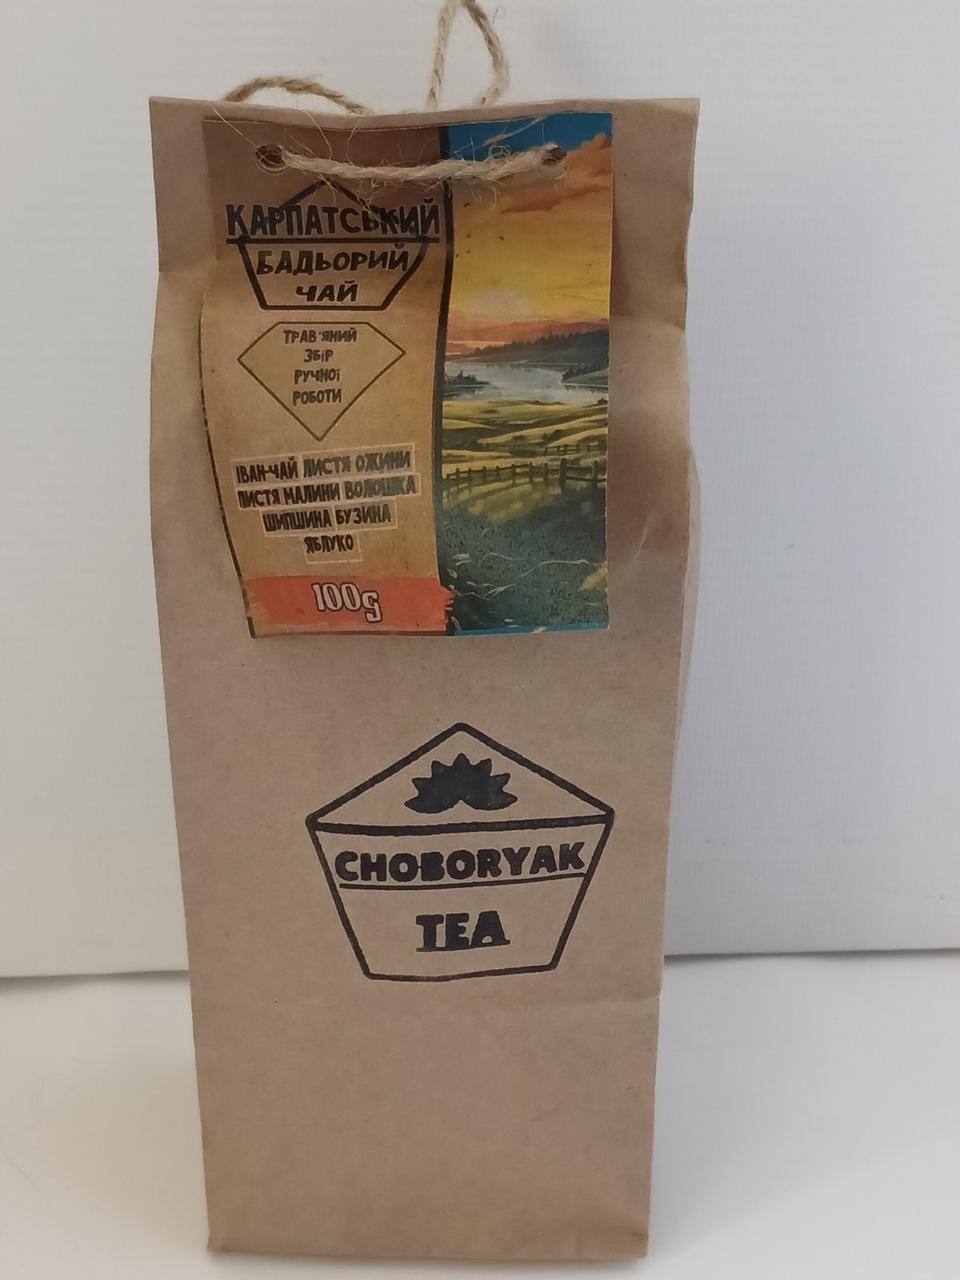 КАРПАТСЬКИЙ
БАДЬОРИЙ
ЧАЙ
ТРАВ'ЯНИЙ
ЗБІР
РУЧНОЇ
РОБОТИ
ІВАН-ЧАЙ ЛИСТЯ ОЖИНИ
ЛИСТЯ МАЛИНИ ВОЛОШКА
ШИПШИНА БУЗИНА
ЯБЛУКО
100g
CHOBORYAK
TEA